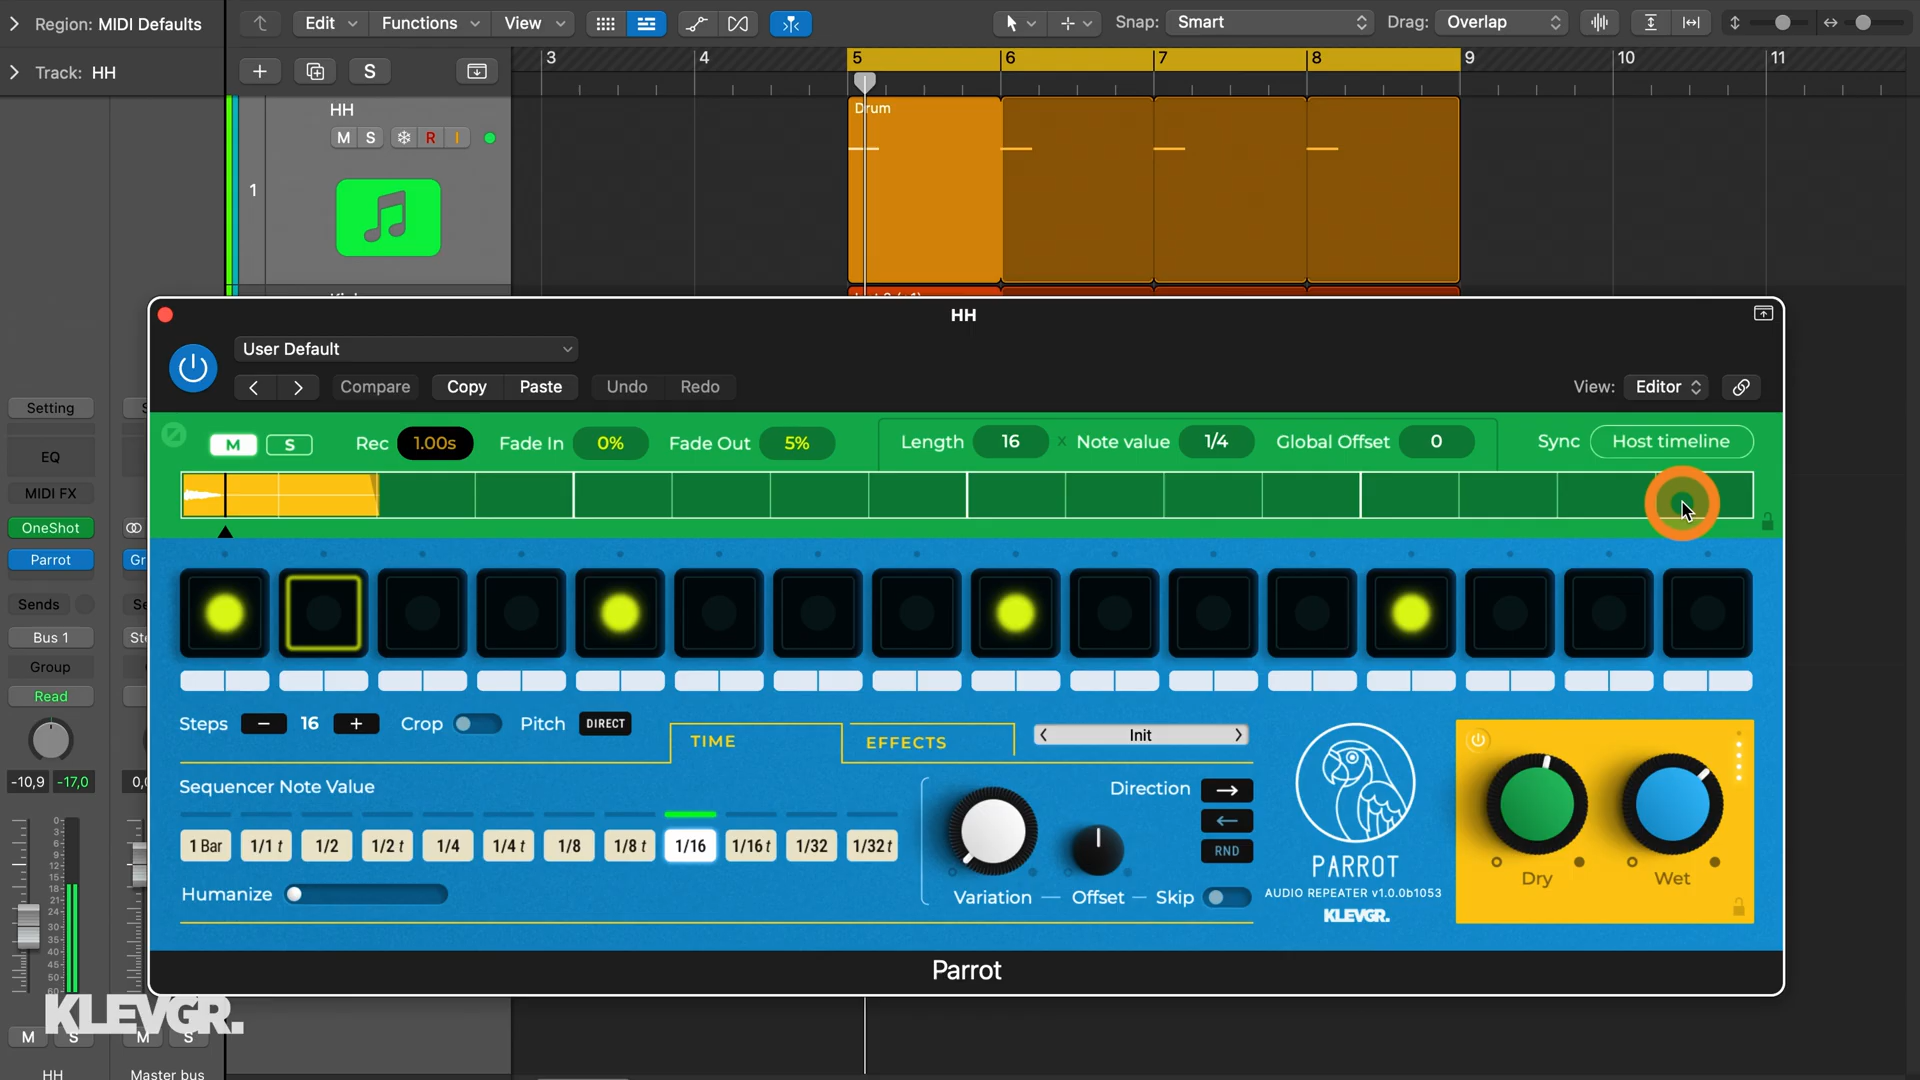 Region: MIDI Defaults
Edit
Functions
View
Snap: Smart
Drag: Overlap
Track: HH
S
3
4
5
6
7
8
9
10
11
HH
M S R I
1
Drum
HH
User Default
Compare
Copy
Paste
Undo
Redo
View: Editor
Setting
EQ
MIDI FX
OneShot
Parrot
Gr
Sends
Se
Bus 1
St
Group
Read
-10,9 -17,0
0,
M
S
Rec 1.00s
Fade In 0%
Fade Out 5%
Length 16 × Note value 1/4
Global Offset 0
Sync Host timeline
Steps − 16 +
Crop
Pitch DIRECT
TIME
EFFECTS
Init
Sequencer Note Value
1 Bar
1/1 t
1/2
1/2 t
1/4
1/4 t
1/8
1/8 t
1/16
1/16 t
1/32
1/32 t
Humanize
Direction
RND
Variation — Offset — Skip
PARROT
AUDIO REPEATER v1.0.0b1053
KLEVGR.
Dry
Wet
Parrot
KLEVGR.
M S
M S
HH
Master bus